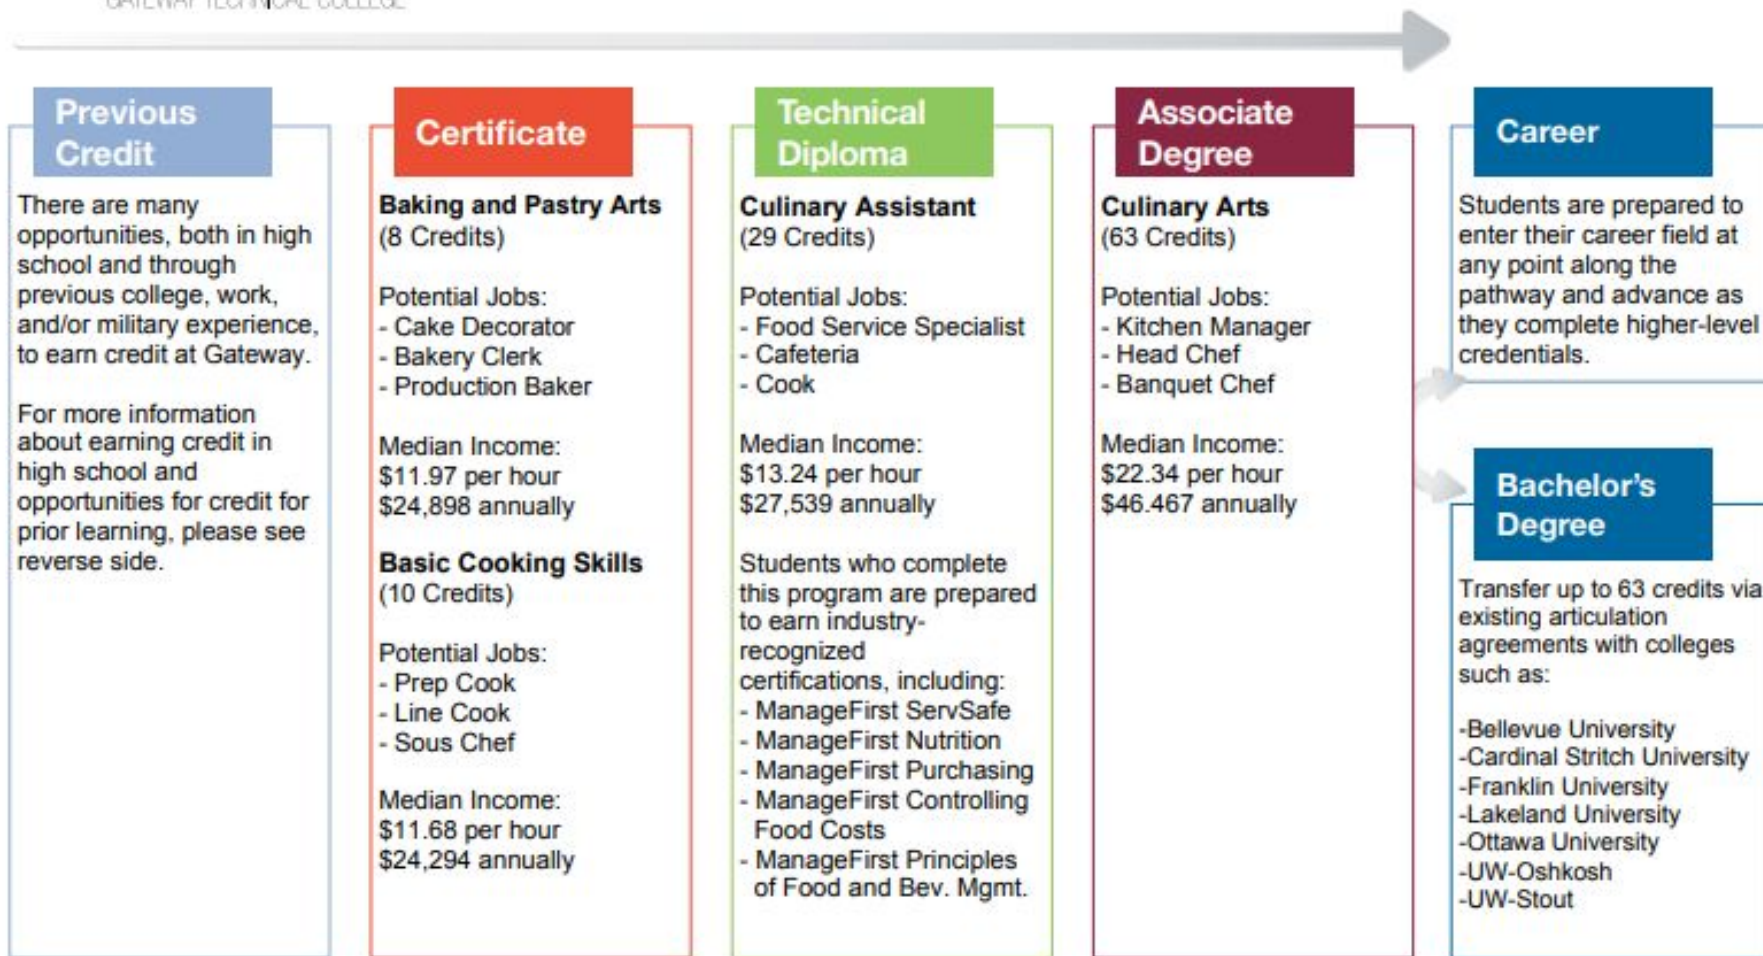 GATEWAY TECHNICAL COLLEGE
Previous
Credit
There are many
opportunities, both in high
school and through
previous college, work,
and/or military experience,
to earn credit at Gateway.
For more information
about earning credit in
high school and
opportunities for credit for
prior learning, please see
reverse side.
Certificate
Baking and Pastry Arts
(8 Credits)
Potential Jobs:
- Cake Decorator
- Bakery Clerk
- Production Baker
Median Income:
$11.97 per hour
$24,898 annually
Basic Cooking Skills
(10 Credits)
Potential Jobs:
- Prep Cook
- Line Cook
- Sous Chef
Median Income:
$11.68 per hour
$24,294 annually
Technical
Diploma
Culinary Assistant
(29 Credits)
Potential Jobs:
- Food Service Specialist
- Cafeteria
- Cook
Median Income:
$13.24 per hour
$27,539 annually
Students who complete
this program are prepared
to earn industry-
recognized
certifications, including:
- ManageFirst ServSafe
- ManageFirst Nutrition
- ManageFirst Purchasing
- ManageFirst Controlling
Food Costs
- ManageFirst Principles
of Food and Bev. Mgmt.
Associate
Degree
Culinary Arts
(63 Credits)
Potential Jobs:
- Kitchen Manager
- Head Chef
- Banquet Chef
Median Income:
$22.34 per hour
$46.467 annually
Career
Students are prepared to
enter their career field at
any point along the
pathway and advance as
they complete higher-level
credentials.
Bachelor's
Degree
Transfer up to 63 credits via
existing articulation
agreements with colleges
such as:
-Bellevue University
-Cardinal Stritch University
-Franklin University
-Lakeland University
-Ottawa University
-UW-Oshkosh
-UW-Stout